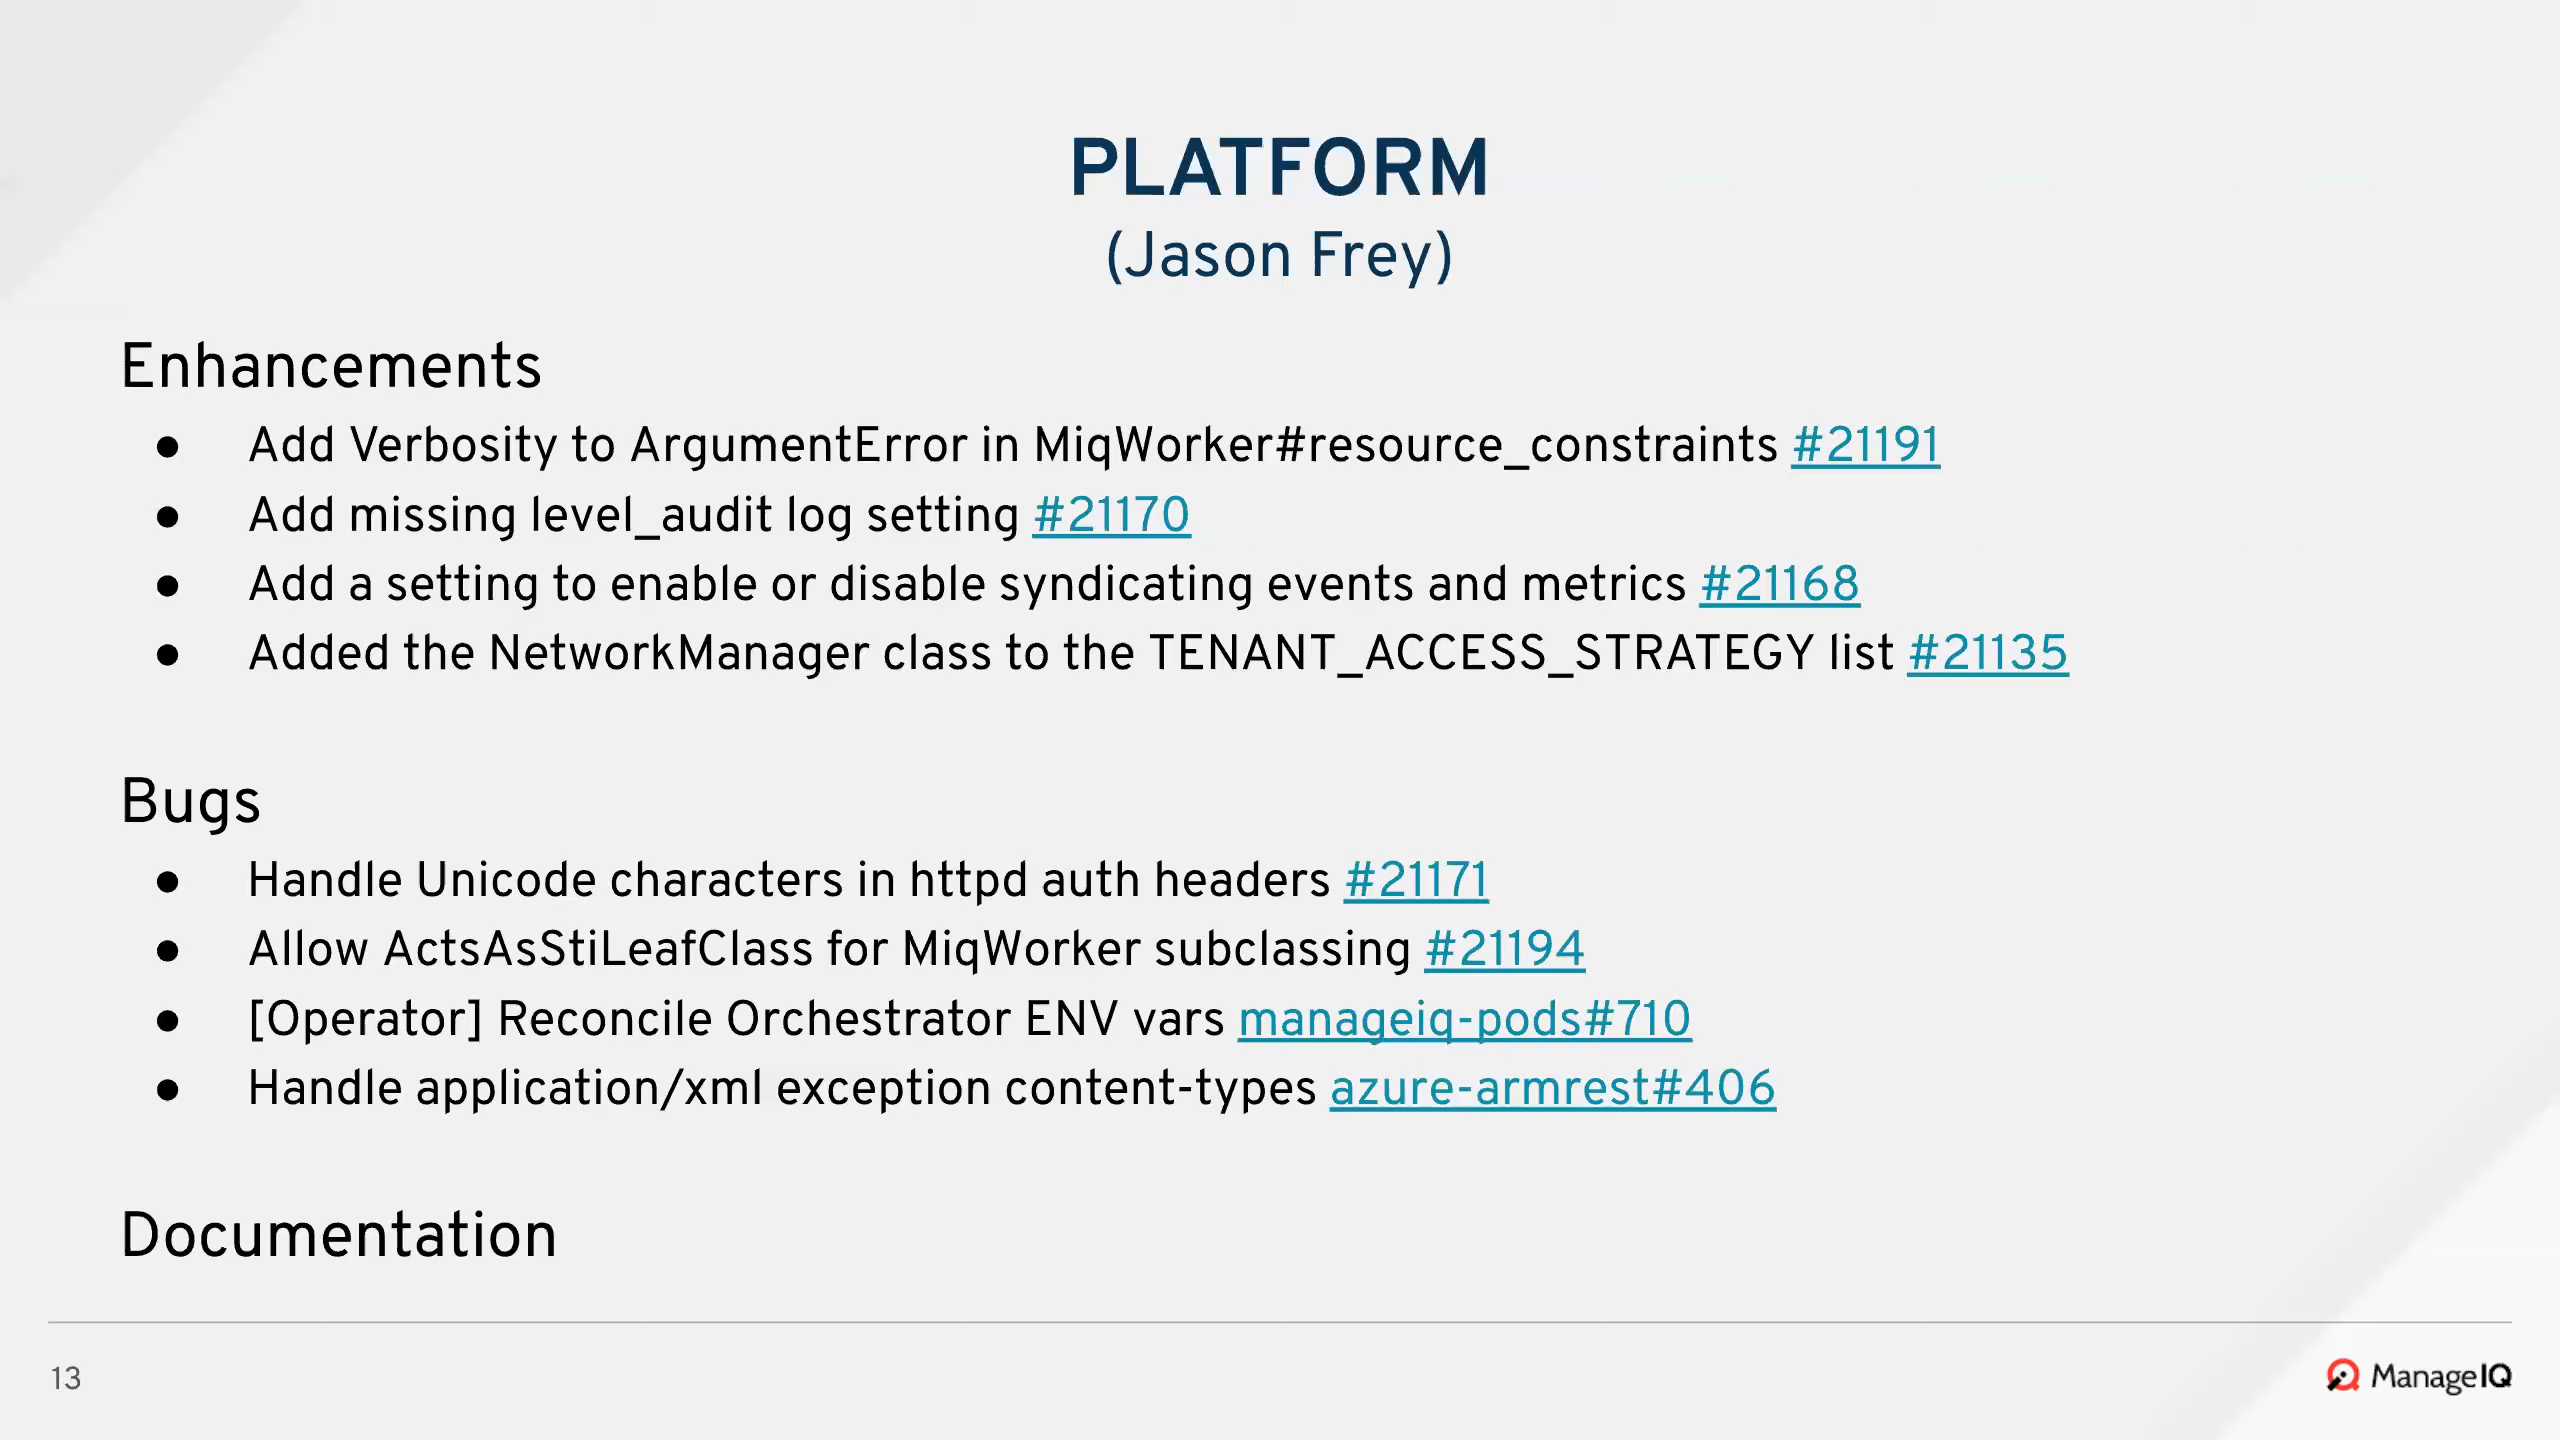 PLATFORM
(Jason Frey)
Enhancements
● Add Verbosity to ArgumentError in MiqWorker#resource_constraints #21191
● Add missing level_audit log setting #21170
● Add a setting to enable or disable syndicating events and metrics #21168
● Added the NetworkManager class to the TENANT_ACCESS_STRATEGY list #21135
Bugs
● Handle Unicode characters in httpd auth headers #21171
● Allow ActsAsStiLeafClass for MiqWorker subclassing #21194
● [Operator] Reconcile Orchestrator ENV vars manageiq-pods#710
● Handle application/xml exception content-types azure-armrest#406
Documentation
13
ManageIQ